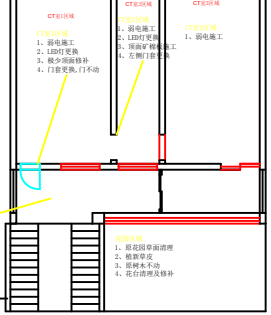 CT室1区域
CT室2区域
CT室3区域
1、弱电施工
2、LED灯更换
3、极少顶面修补
4、门套更换,门不动
1、弱电施工
2、LED灯更换
3、顶面矿棉板施工
4、左侧门套更换
1、弱电施工
1、原花园草面清理
2、植新草皮
3、原树木不动
4、花台清理及修补